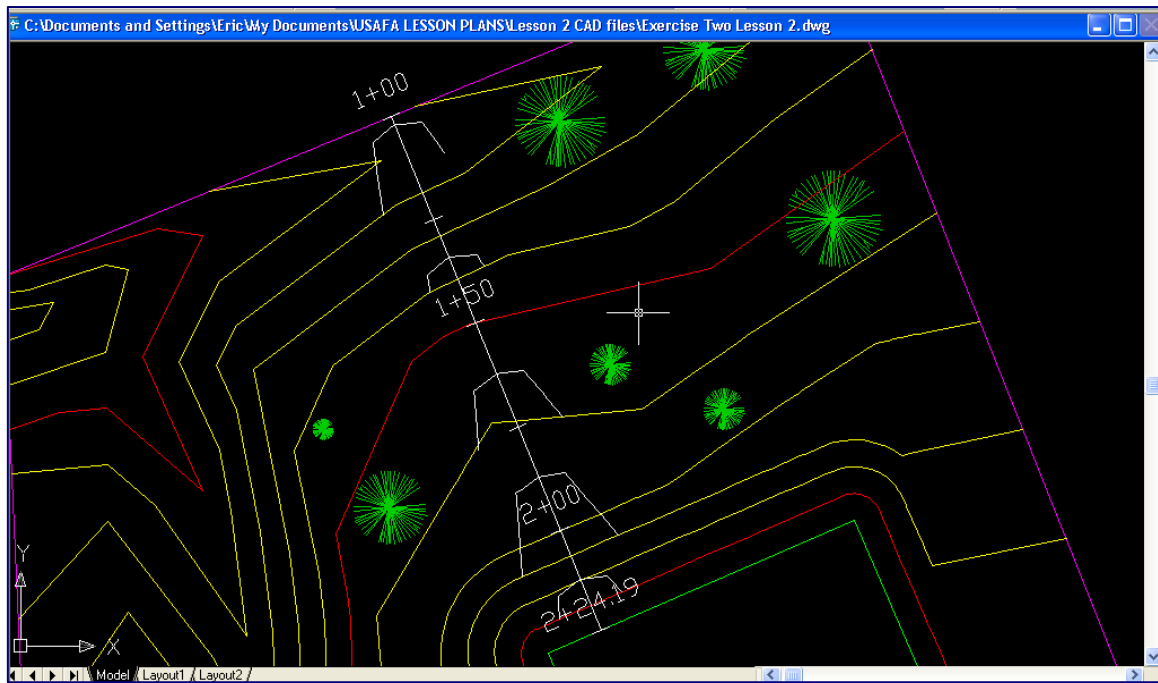 C:\Documents and Settings\Eric\My Documents\USAFA LESSON PLANS\Lesson 2 CAD files\Exercise Two Lesson 2.dwg
1+00
1+50
2+00
2+24.19
Y
X
Model Layout1 Layout2